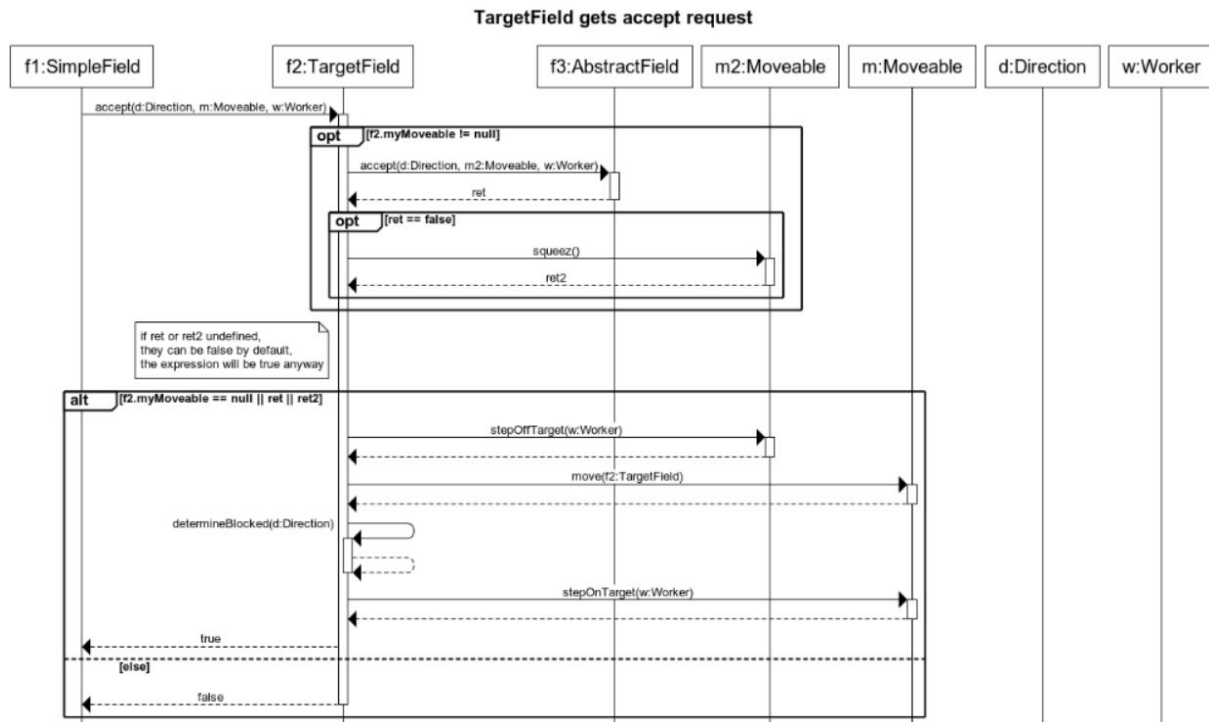 TargetField gets accept request
f1:SimpleField
f2:TargetField
f3:AbstractField
m2:Moveable
m:Moveable
d:Direction
w:Worker
accept(d:Direction, m:Moveable, w:Worker)
opt
[f2.myMoveable != null]
accept(d:Direction, m2:Moveable, w:Worker)
ret
opt
[ret == false]
squeez()
ret2
if ret or ret2 undefined,
they can be false by default,
the expression will be true anyway
alt
[f2.myMoveable == null || ret || ret2]
stepOffTarget(w:Worker)
move(f2:TargetField)
determineBlocked(d:Direction)
stepOnTarget(w:Worker)
true
[else]
false